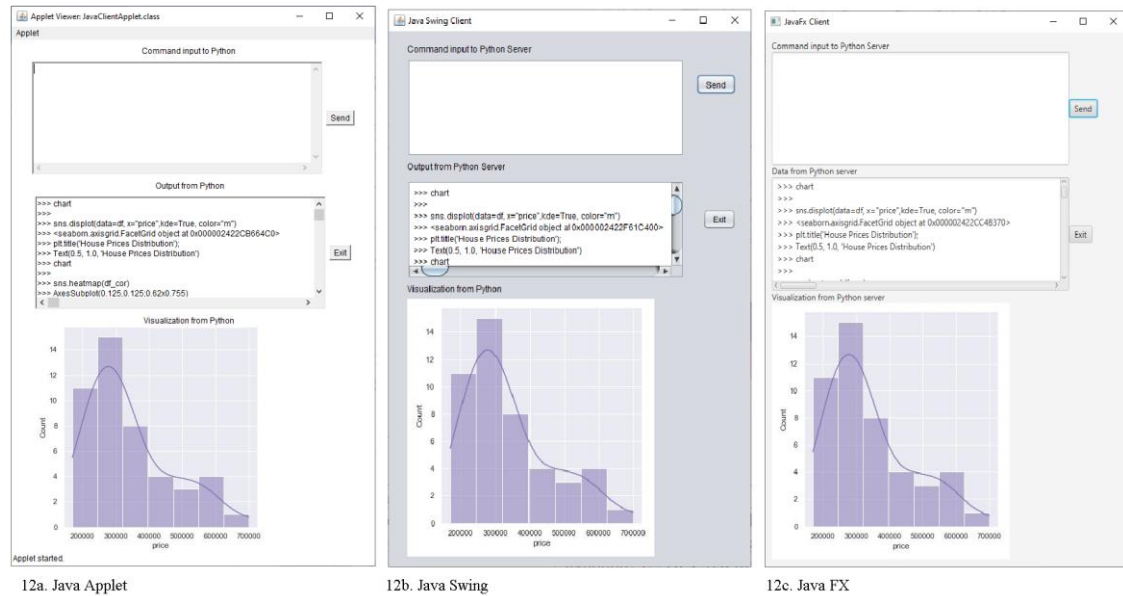 Applet Viewer: JavaClientApplet.class
Applet
Command input to Python
Send
Output from Python
>>> chart
>>>
>>> sns.displot(data=df, x="price",kde=True, color="m")
>>> <seaborn.axisgrid.FacetGrid object at 0x000002422CB664C0>
>>> plt.title('House Prices Distribution');
>>> Text(0.5, 1.0, 'House Prices Distribution')
>>> chart
>>>
>>> sns.heatmap(df_cor)
>>> AxesSubplot(0.125,0.125;0.62x0.755)
Exit
Visualization from Python
14
12
10
8
6
4
2
0
Count
200000 300000 400000 500000 600000 700000
price
Applet started.
12a. Java Applet
Java Swing Client
Command input to Python Server
Send
Output from Python Server
>>> chart
>>>
>>> sns.displot(data=df, x="price",kde=True, color="m")
>>> <seaborn.axisgrid.FacetGrid object at 0x000002422F61C400>
>>> plt.title('House Prices Distribution');
>>> Text(0.5, 1.0, 'House Prices Distribution')
>>> chart
Exit
Visualization from Python
14
12
10
8
6
4
2
0
Count
200000 300000 400000 500000 600000 700000
price
12b. Java Swing
JavaFx Client
Command input to Python Server
Send
Data from Python server
>>> chart
>>>
>>> sns.displot(data=df, x="price",kde=True, color="m")
>>> <seaborn.axisgrid.FacetGrid object at 0x000002422CC4B370>
>>> plt.title('House Prices Distribution');
>>> Text(0.5, 1.0, 'House Prices Distribution')
>>> chart
>>>
Exit
Visualization from Python server
14
12
10
8
6
4
2
0
Count
200000 300000 400000 500000 600000 700000
price
12c. Java FX